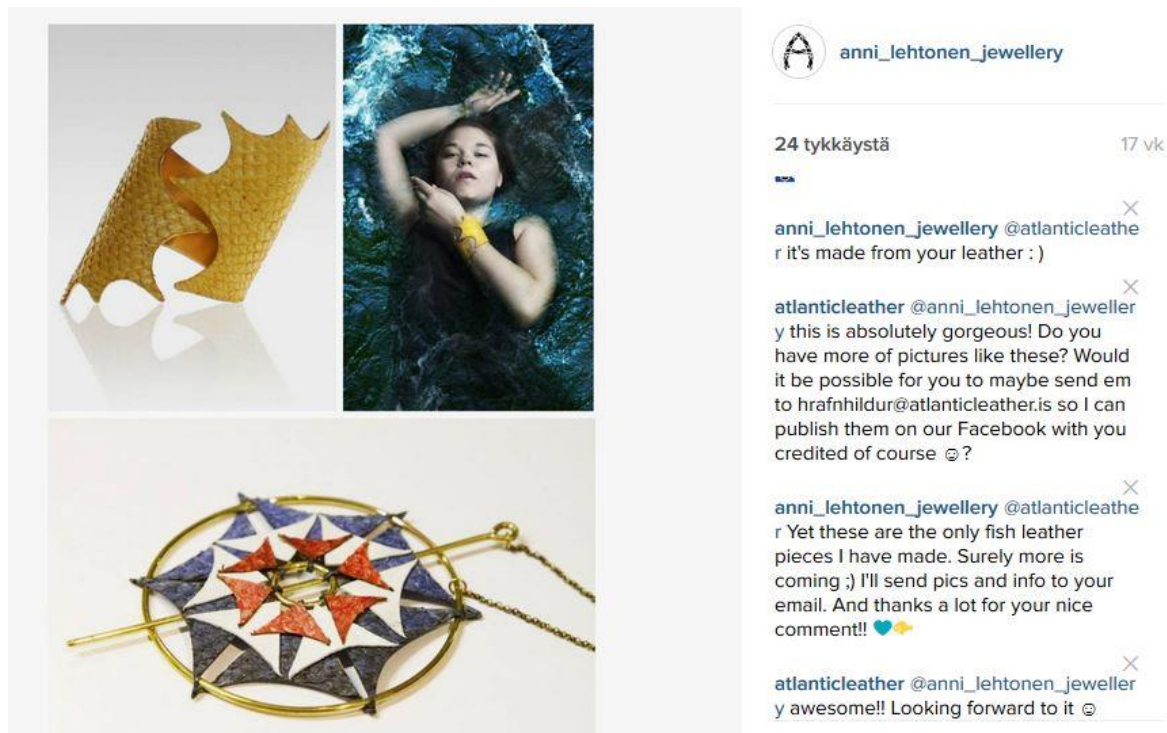 anni_lehtonen_jewellery
24 tykkäystä 17 vk
anni_lehtonen_jewellery @atlanticleathe
r it's made from your leather : )
atlanticleather @anni_lehtonen_jeweller
y this is absolutely gorgeous! Do you
have more of pictures like these? Would
it be possible for you to maybe send em
to hrafnhildur@atlanticleather.is so I can
publish them on our Facebook with you
credited of course ☺?
anni_lehtonen_jewellery @atlanticleathe
r Yet these are the only fish leather
pieces I have made. Surely more is
coming ;) I'll send pics and info to your
email. And thanks a lot for your nice
comment!! 💙🐡
atlanticleather @anni_lehtonen_jeweller
y awesome!! Looking forward to it ☺